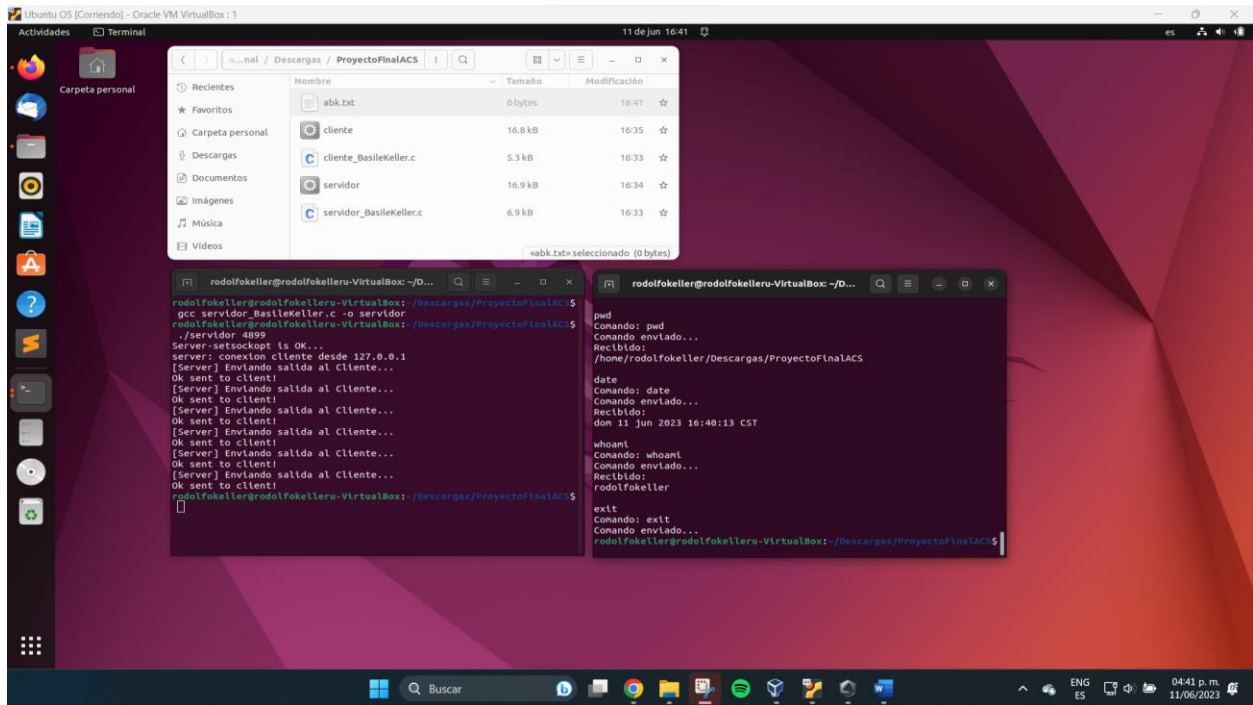 Ubuntu OS [Corriendo] - Oracle VM VirtualBox : 1
Actividades Terminal 11 de jun 16:41 es
Carpeta personal
a...nal / Descargas / ProyectoFinalACS
Recientes
Favoritos
Carpeta personal
Descargas
Documentos
Imágenes
Música
Vídeos
Nombre Tamaño Modificación
abk.txt 0 bytes 16:41
cliente 16.8 kB 16:35
cliente_BasileKeller.c 5.3 kB 16:33
servidor 16.9 kB 16:34
servidor_BasileKeller.c 6.9 kB 16:33
«abk.txt» seleccionado (0 bytes)
rodolfokeller@rodolfokelleru-VirtualBox: ~/D...
rodolfokeller@rodolfokelleru-VirtualBox:~/Descargas/ProyectoFinalACS$
gcc servidor_BasileKeller.c -o servidor
rodolfokeller@rodolfokelleru-VirtualBox:~/Descargas/ProyectoFinalACS$
./servidor 4899
Server-setsockopt is OK...
server: conexion cliente desde 127.0.0.1
[Server] Enviando salida al Cliente...
Ok sent to client!
[Server] Enviando salida al Cliente...
Ok sent to client!
[Server] Enviando salida al Cliente...
Ok sent to client!
[Server] Enviando salida al Cliente...
Ok sent to client!
[Server] Enviando salida al Cliente...
Ok sent to client!
[Server] Enviando salida al Cliente...
Ok sent to client!
rodolfokeller@rodolfokelleru-VirtualBox:~/Descargas/ProyectoFinalACS$
rodolfokeller@rodolfokelleru-VirtualBox: ~/D...
pwd
Comando: pwd
Comando enviado...
Recibido:
/home/rodolfokeller/Descargas/ProyectoFinalACS
date
Comando: date
Comando enviado...
Recibido:
dom 11 jun 2023 16:40:13 CST
whoami
Comando: whoami
Comando enviado...
Recibido:
rodolfokeller
exit
Comando: exit
Comando enviado...
rodolfokeller@rodolfokelleru-VirtualBox:~/Descargas/ProyectoFinalACS$
Buscar
ENG
ES
04:41 p. m.
11/06/2023